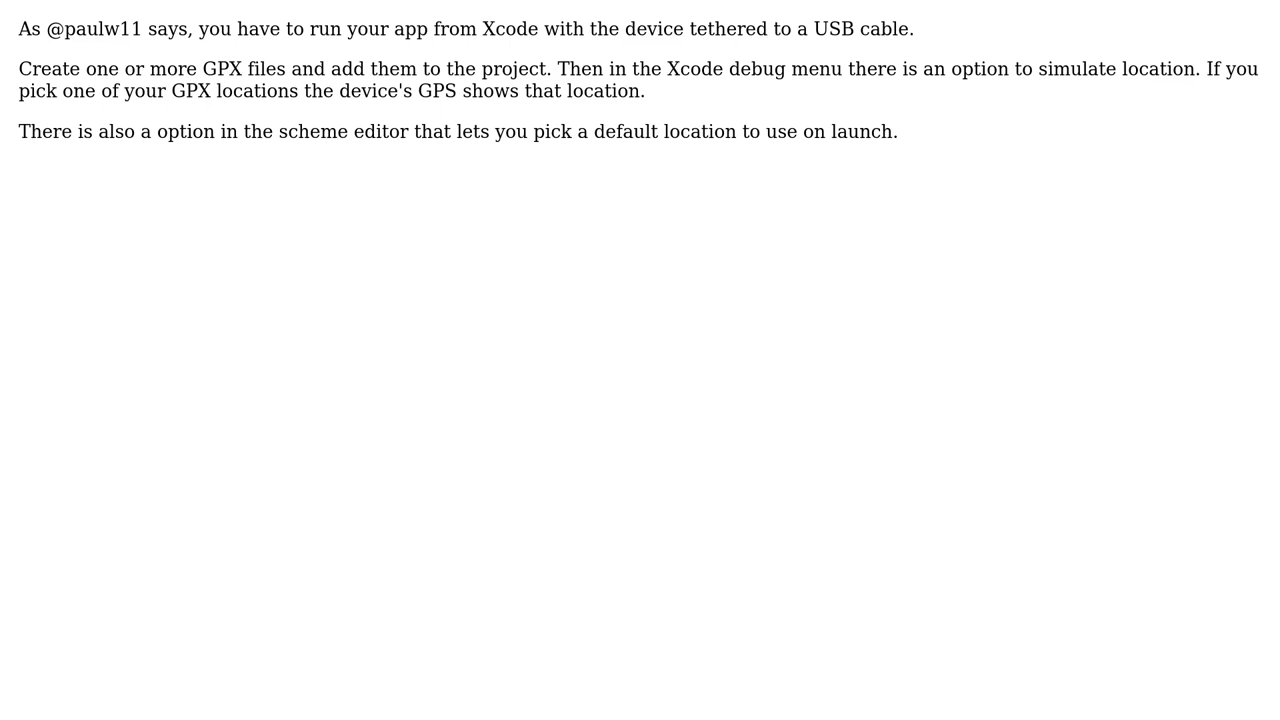 As @paulw11 says, you have to run your app from Xcode with the device tethered to a USB cable.
Create one or more GPX files and add them to the project. Then in the Xcode debug menu there is an option to simulate location. If you
pick one of your GPX locations the device's GPS shows that location.
There is also a option in the scheme editor that lets you pick a default location to use on launch.